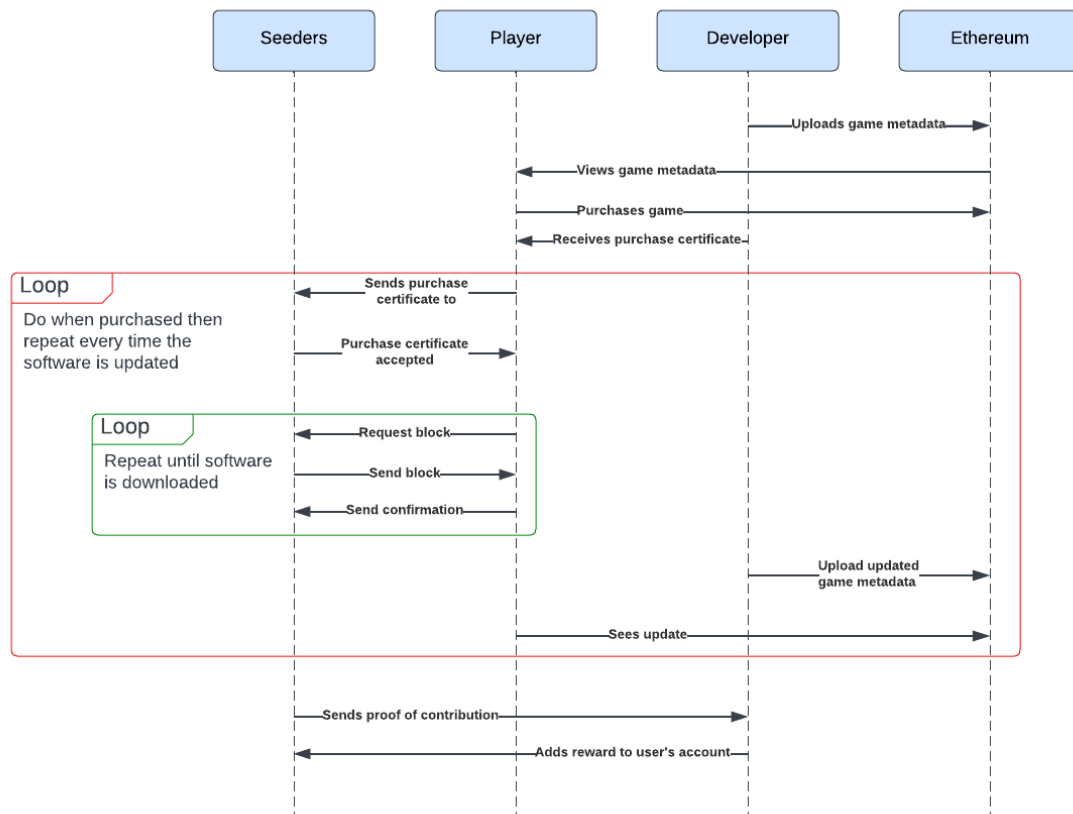 Seeders
Player
Developer
Ethereum
Uploads game metadata
Views game metadata
Purchases game
Receives purchase certificate
Loop
Do when purchased then
repeat every time the
software is updated
Sends purchase
certificate to
Purchase certificate
accepted
Loop
Repeat until software
is downloaded
Request block
Send block
Send confirmation
Upload updated
game metadata
Sees update
Sends proof of contribution
Adds reward to user's account